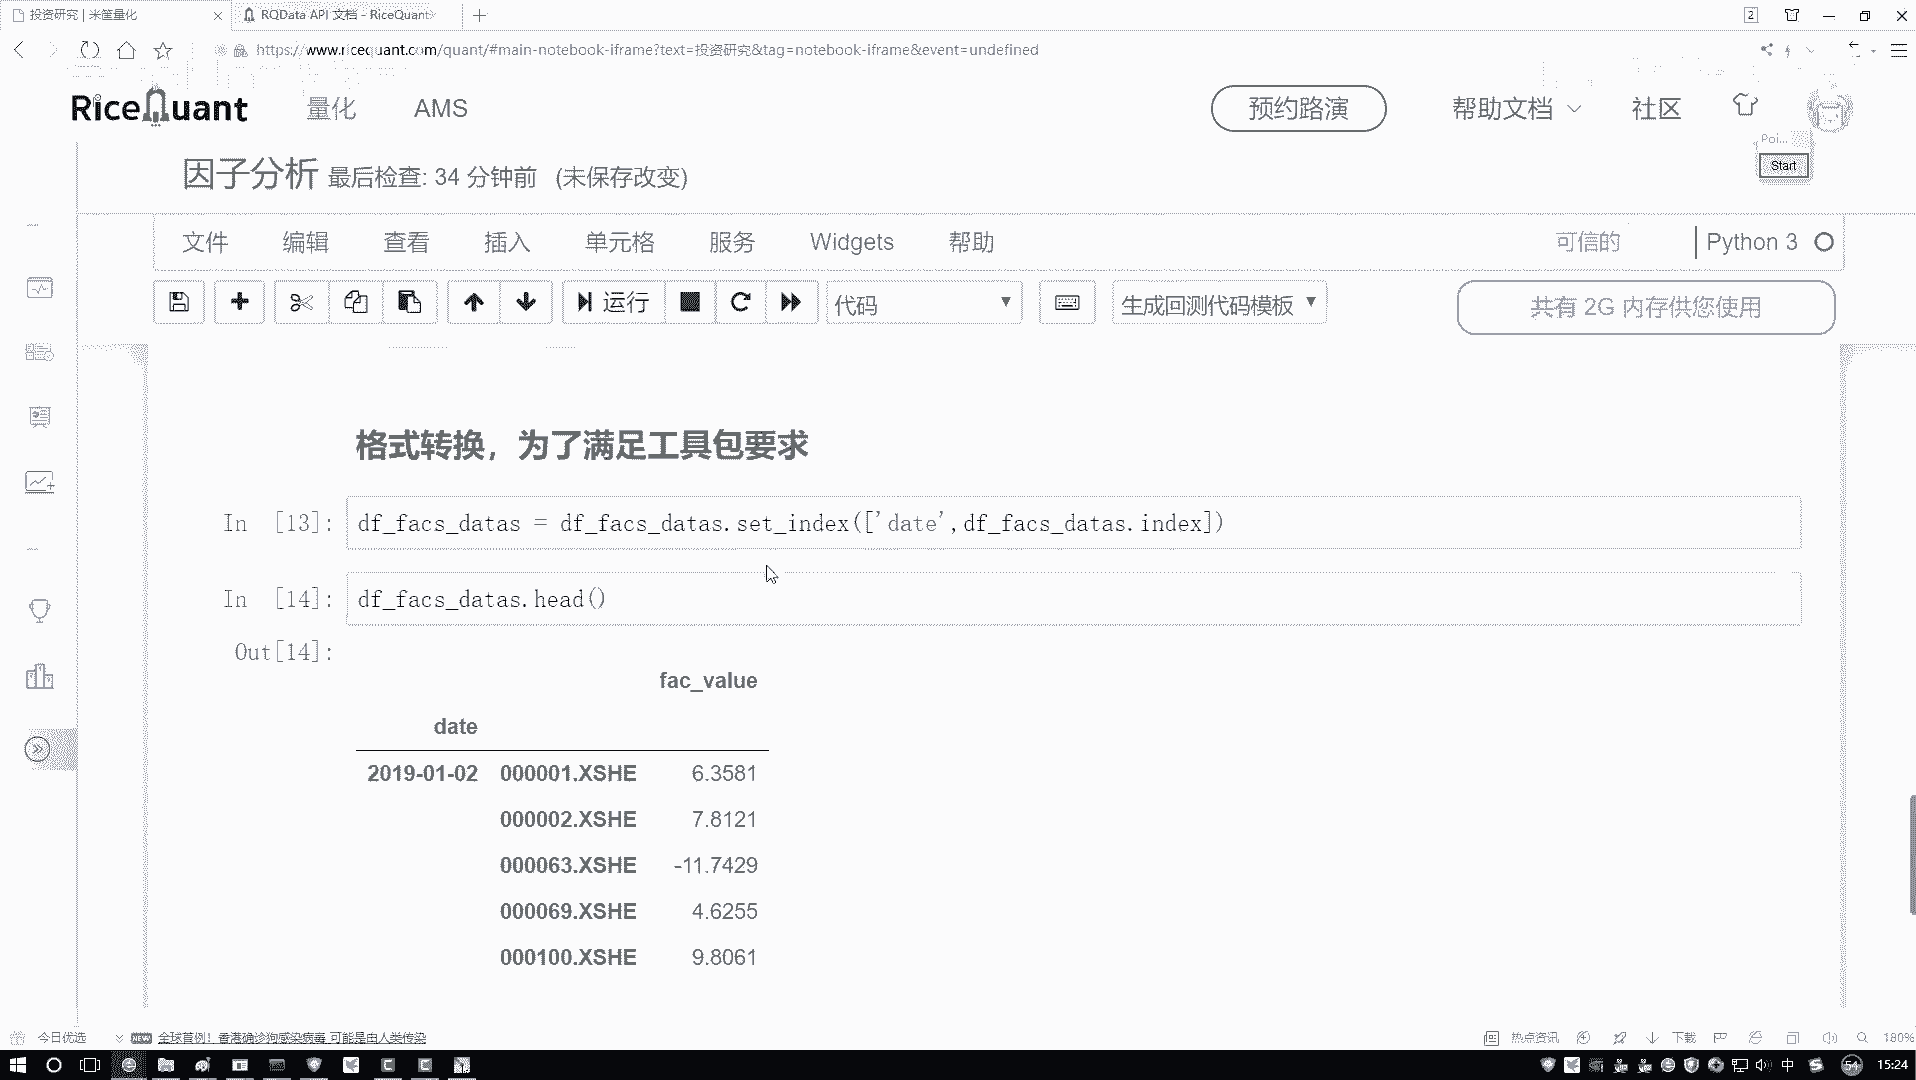 投资研究 | 米筐量化
RQData API 文档 - RiceQuant
2
https://www.ricequant.com/quant/#main-notebook-iframe?text=投资研究&tag=notebook-iframe&event=undefined
RiceQuant 量化 AMS 预约路演 帮助文档 社区
因子分析 最后检查: 34 分钟前 (未保存改变)
Poi...
Start
文件 编辑 查看 插入 单元格 服务 Widgets 帮助 可信的 Python 3
运行 代码 生成回测代码模板 共有 2G 内存供您使用
格式转换，为了满足工具包要求
In [13]: df_facs_datas = df_facs_datas.set_index(['date',df_facs_datas.index])
In [14]: df_facs_datas.head()
Out[14]:
fac_value
date
2019-01-02 000001.XSHE 6.3581
000002.XSHE 7.8121
000063.XSHE -11.7429
000069.XSHE 4.6255
000100.XSHE 9.8061
今日优选 NEW 全球首例！香港确诊狗感染病毒 可能是由人类传染 热点资讯 下载 180%
中 54 15:24